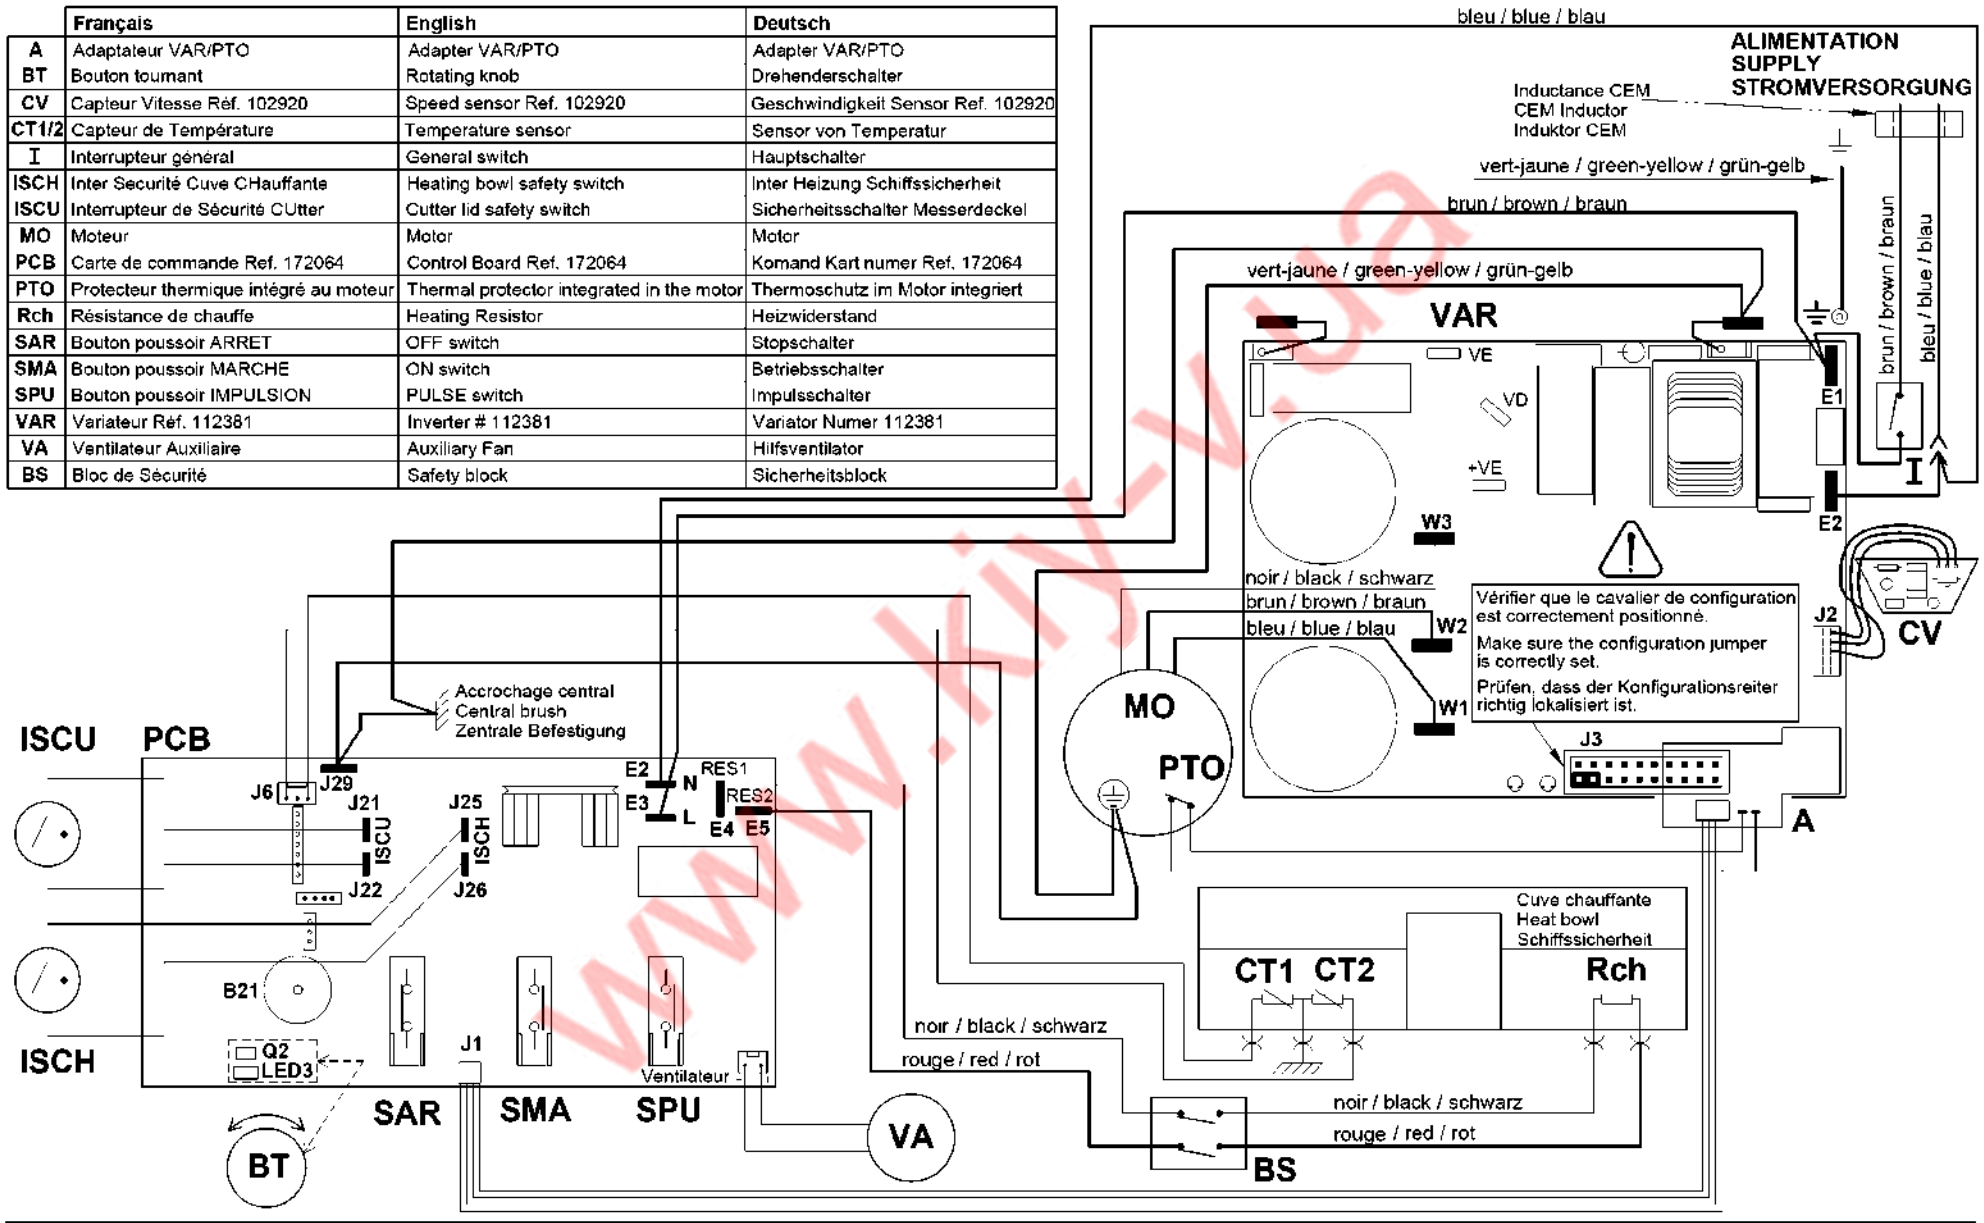 Français English Deutsch
A Adaptateur VAR/PTO Adapter VAR/PTO Adapter VAR/PTO
BT Bouton tournant Rotating knob Drehenderschalter
CV Capteur Vitesse Réf. 102920 Speed sensor Ref. 102920 Geschwindigkeit Sensor Ref. 102920
CT1/2 Capteur de Température Temperature sensor Sensor von Temperatur
I Interrupteur général General switch Hauptschalter
ISCH Inter Securité Cuve CHauffante Heating bowl safety switch Inter Heizung Schiffssicherheit
ISCU Interrupteur de Sécurité CUtter Cutter lid safety switch Sicherheitsschalter Messerdeckel
MO Moteur Motor Motor
PCB Carte de commande Ref. 172064 Control Board Ref. 172064 Komand Kart numer Ref. 172064
PTO Protecteur thermique intégré au moteur Thermal protector integrated in the motor Thermoschutz im Motor integriert
Rch Résistance de chauffe Heating Resistor Heizwiderstand
SAR Bouton poussoir ARRET OFF switch Stopschalter
SMA Bouton poussoir MARCHE ON switch Betriebsschalter
SPU Bouton poussoir IMPULSION PULSE switch Impulsschalter
VAR Variateur Réf. 112381 Inverter # 112381 Variator Numer 112381
VA Ventilateur Auxiliaire Auxiliary Fan Hilfsventilator
BS Bloc de Sécurité Safety block Sicherheitsblock
bleu / blue / blau
ALIMENTATION
SUPPLY
STROMVERSORGUNG
Inductance CEM
CEM Inductor
Induktor CEM
vert-jaune / green-yellow / grün-gelb
brun / brown / braun
vert-jaune / green-yellow / grün-gelb
brun / brown / braun
bleu / blue / blau
VAR
VE
VD
+VE
E1
I
E2
W3
noir / black / schwarz
brun / brown / braun
bleu / blue / blau
W2
W1
Vérifier que le cavalier de configuration
est correctement positionné.
Make sure the configuration jumper
is correctly set.
Prüfen, dass der Konfigurationsreiter
richtig lokalisiert ist.
J2
CV
J3
A
MO
PTO
Accrochage central
Central brush
Zentrale Befestigung
ISCU
PCB
J6
J29
J21
ISCU
J22
J25
ISCH
J26
E2 N
E3 L
RES1
RES2
E4 E5
B21
Q2
LED3
J1
Ventilateur
ISCH
SAR
SMA
SPU
BT
VA
noir / black / schwarz
rouge / red / rot
Cuve chauffante
Heat bowl
Schiffssicherheit
CT1 CT2
Rch
noir / black / schwarz
rouge / red / rot
BS
www.kiy-v.ua